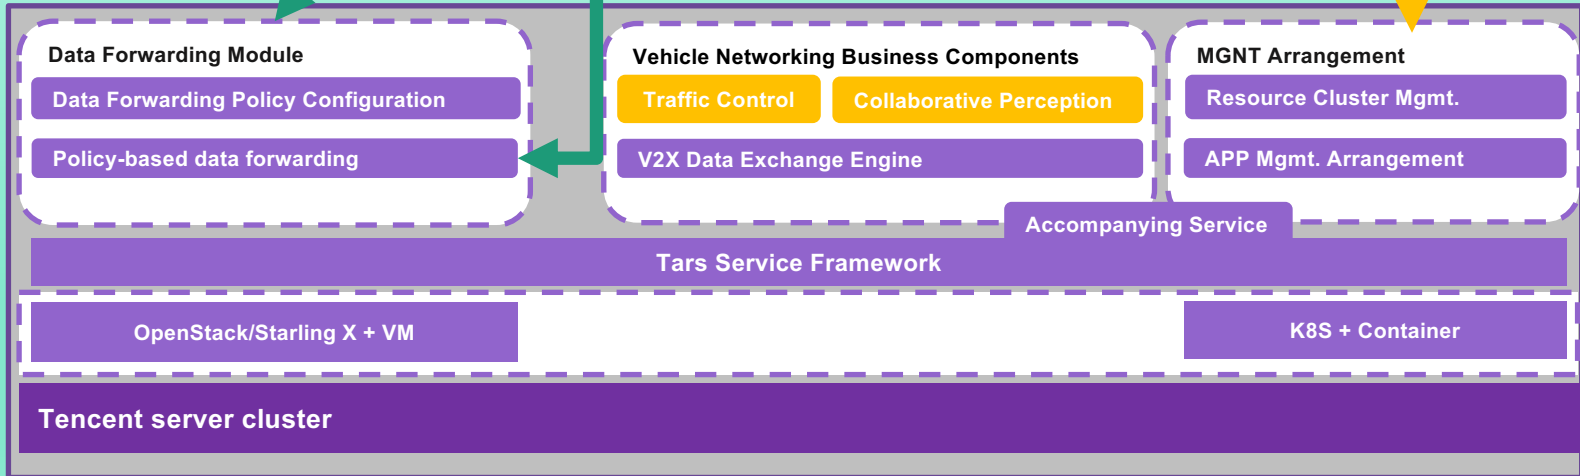 Data Forwarding Module
Data Forwarding Policy Configuration
Policy-based data forwarding
Vehicle Networking Business Components
Traffic Control
Collaborative Perception
V2X Data Exchange Engine
MGNT Arrangement
Resource Cluster Mgmt.
APP Mgmt. Arrangement
Accompanying Service
Tars Service Framework
OpenStack/Starling X + VM
K8S + Container
Tencent server cluster